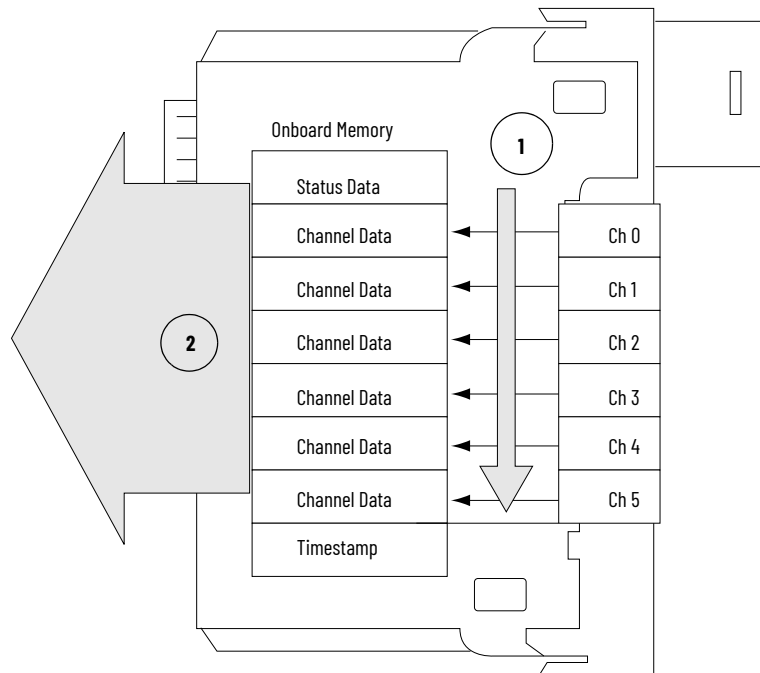 Onboard Memory
1
Status Data
Channel Data
Ch 0
Channel Data
Ch 1
Channel Data
Ch 2
2
Channel Data
Ch 3
Channel Data
Ch 4
Channel Data
Ch 5
Timestamp